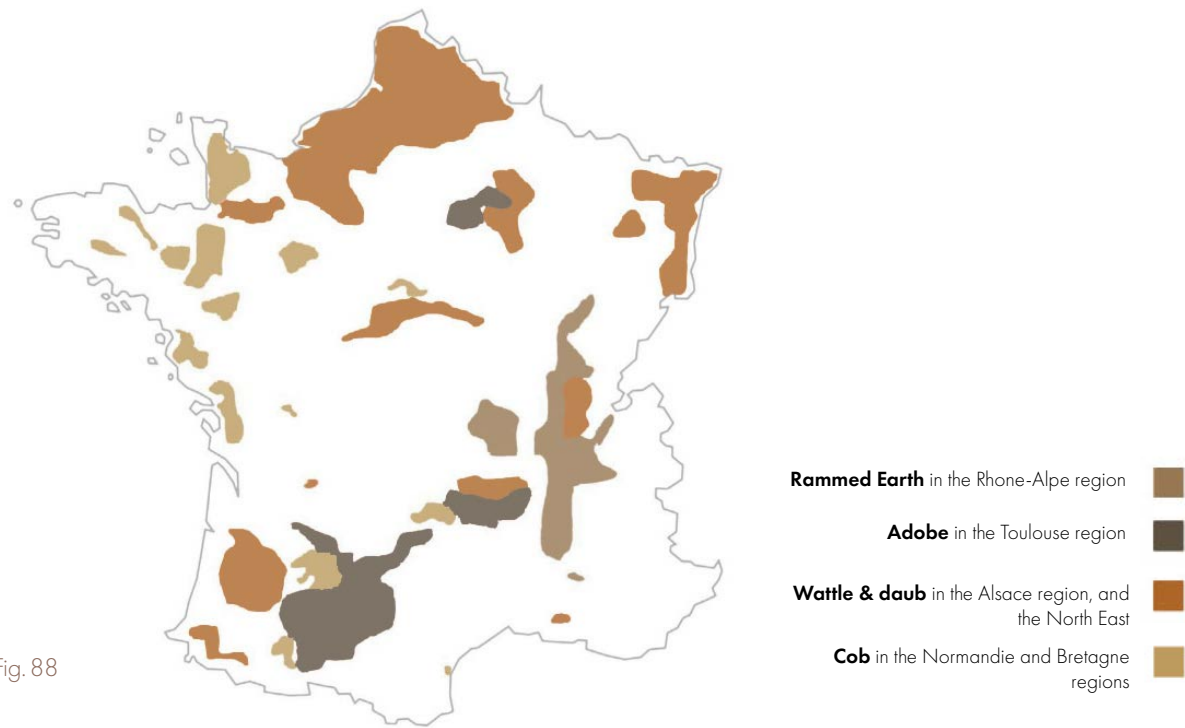 Rammed Earth in the Rhone-Alpe region
Adobe in the Toulouse region
Wattle & daub in the Alsace region, and
the North East
Cob in the Normandie and Bretagne
regions
Fig. 88